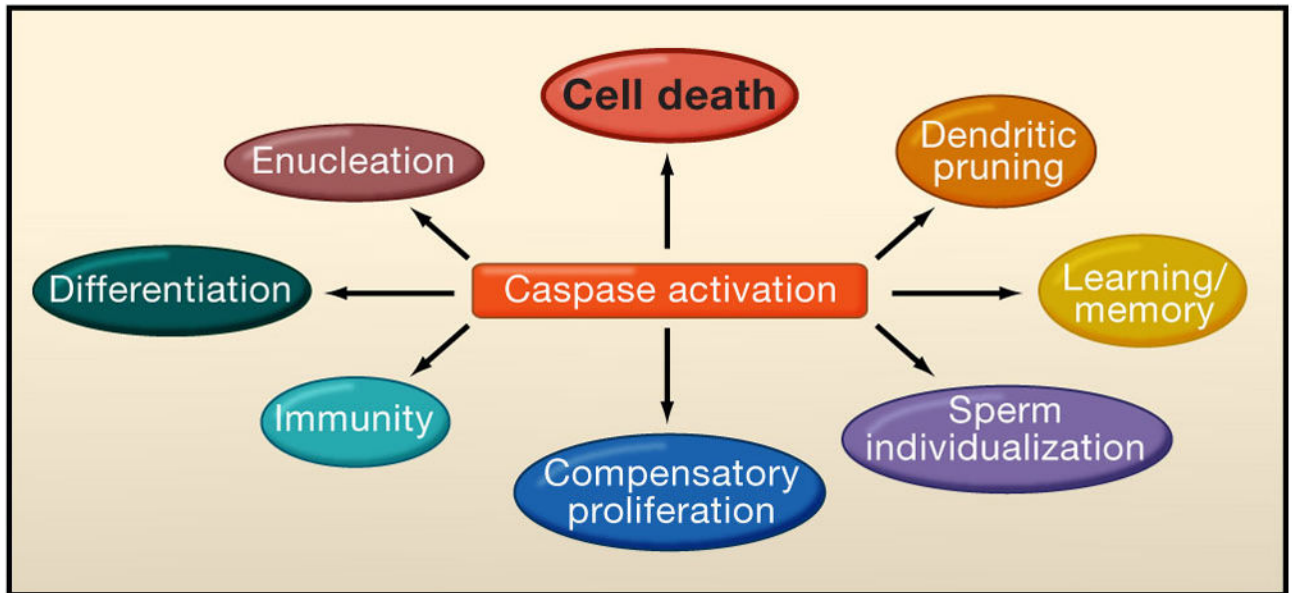 Cell death
Dendritic
pruning
Enucleation
Learning/
memory
Differentiation
Caspase activation
Immunity
Sperm
individualization
Compensatory
proliferation